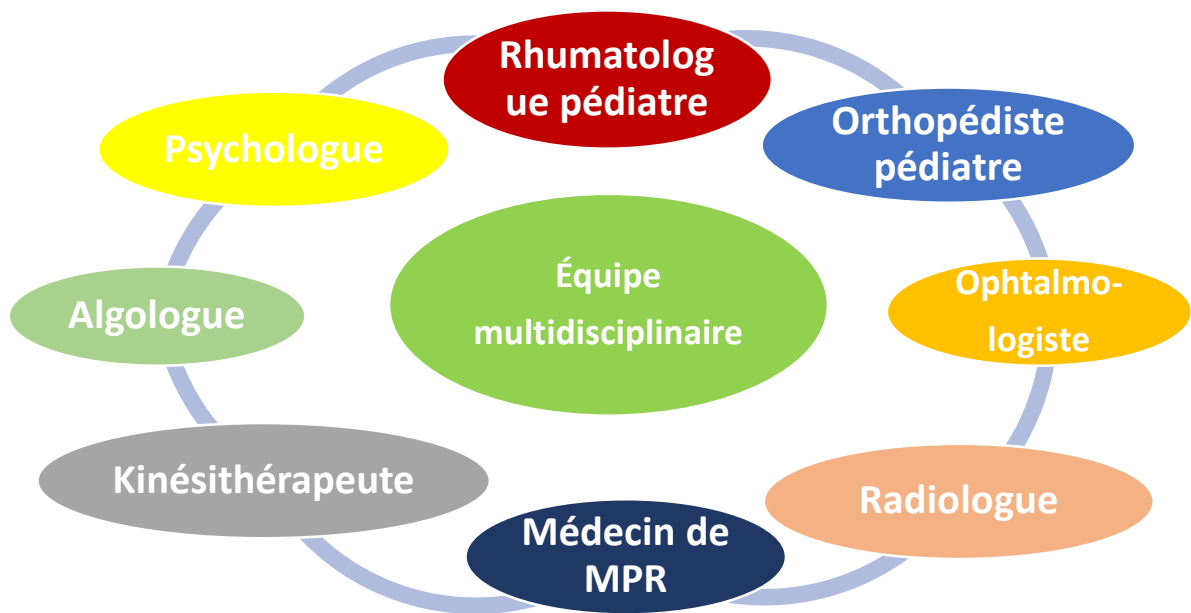 Rhumatolog
ue pédiatre
Orthopédiste
pédiatre
Psychologue
Équipe
multidisciplinaire
Ophtalmo-
logiste
Algologue
Kinésithérapeute
Radiologue
Médecin de
MPR